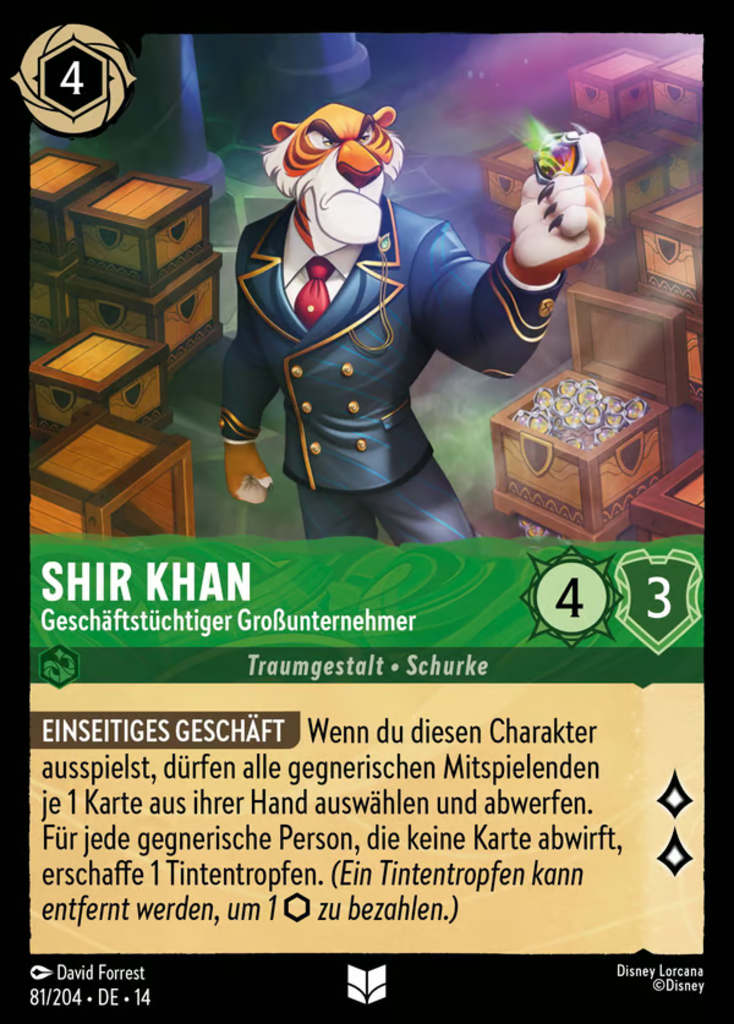 4
SHIR KHAN
Geschäftstüchtiger Großunternehmer
4
3
Traumgestalt • Schurke
EINSEITIGES GESCHÄFT Wenn du diesen Charakter
ausspielst, dürfen alle gegnerischen Mitspielenden
je 1 Karte aus ihrer Hand auswählen und abwerfen.
Für jede gegnerische Person, die keine Karte abwirft,
erschaffe 1 Tintentropfen. (Ein Tintentropfen kann
entfernt werden, um 1 ⬡ zu bezahlen.)
David Forrest
81/204 • DE • 14
Disney Lorcana
©Disney